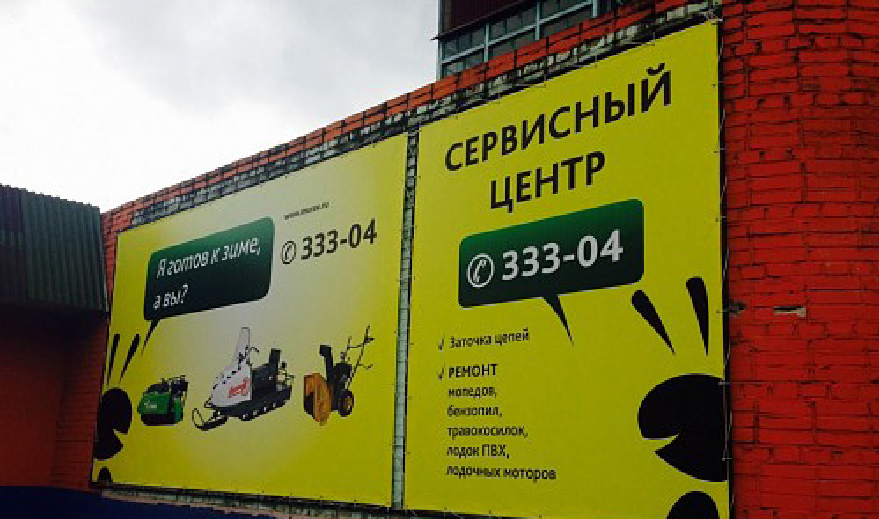 Я готов к зиме,
а вы?
333-04
СЕРВИСНЫЙ
ЦЕНТР
333-04
Заточка цепей
РЕМОНТ
мопедов,
бензопил,
травокосилок,
лодок ПВХ,
лодочных моторов